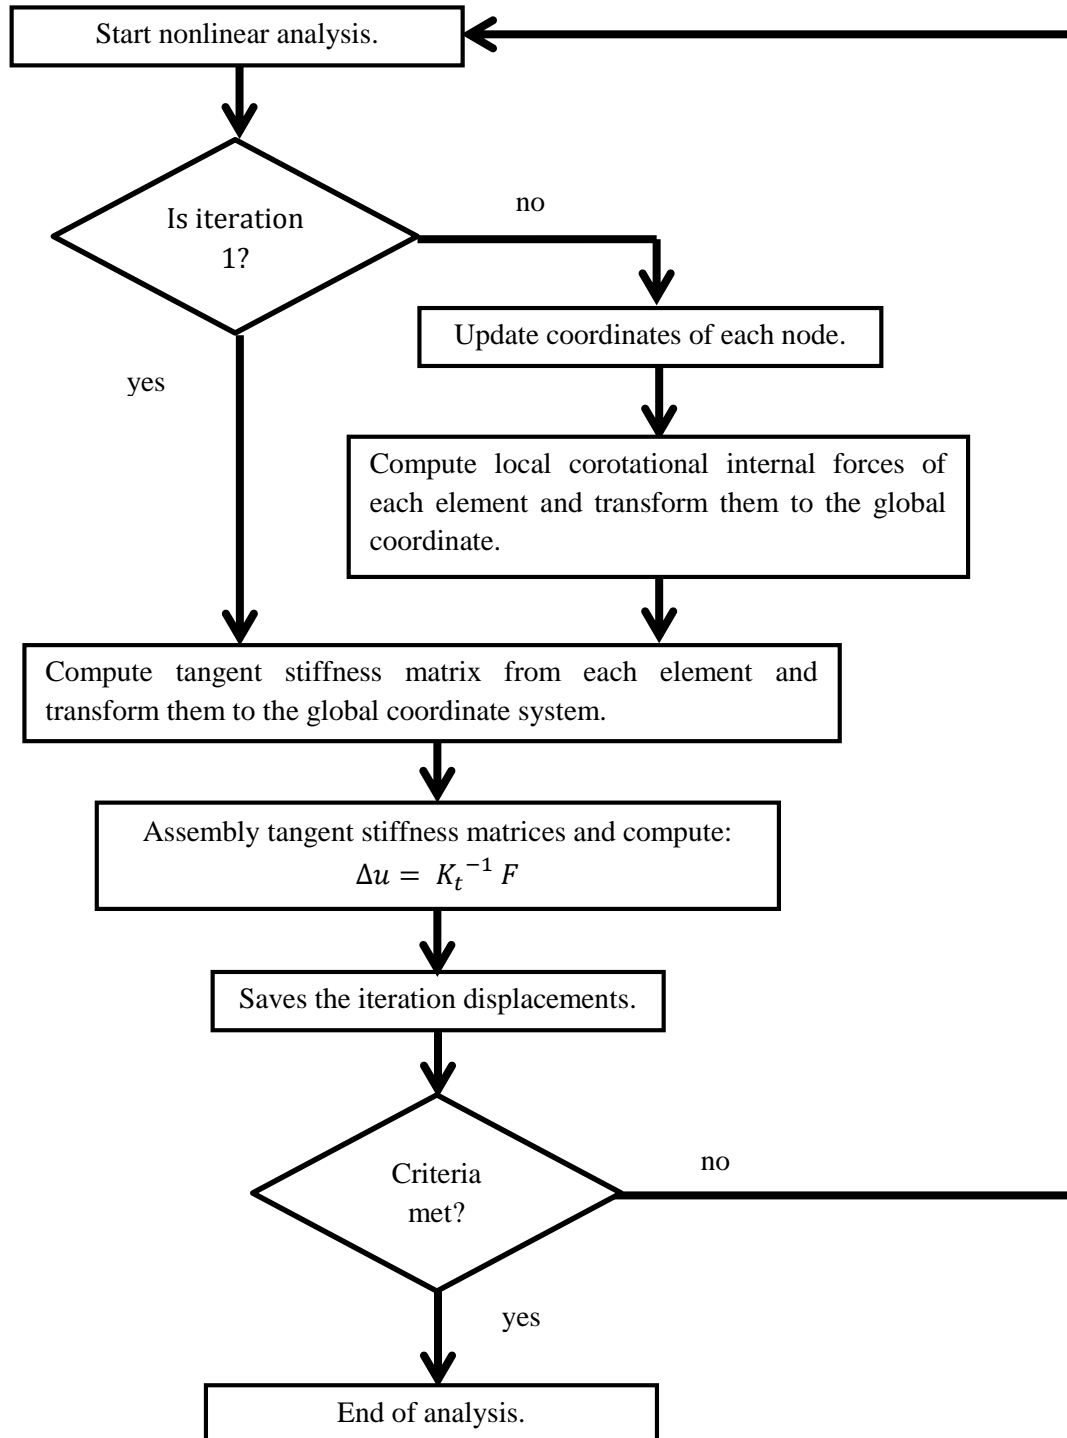 Start nonlinear analysis.
Is iteration
1?
no
Update coordinates of each node.
yes
Compute local corotational internal forces of
each element and transform them to the global
coordinate.
Compute tangent stiffness matrix from each element and
transform them to the global coordinate system.
Assembly tangent stiffness matrices and compute:
Δu = K_t^{-1} F
Saves the iteration displacements.
Criteria
met?
no
yes
End of analysis.